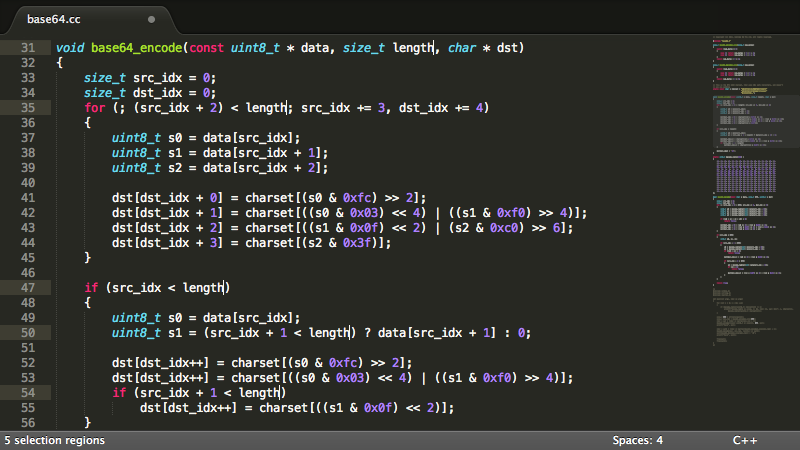 base64.cc
31 void base64_encode(const uint8_t * data, size_t length, char * dst)
32 {
33 size_t src_idx = 0;
34 size_t dst_idx = 0;
35 for (; (src_idx + 2) < length; src_idx += 3, dst_idx += 4)
36 {
37 uint8_t s0 = data[src_idx];
38 uint8_t s1 = data[src_idx + 1];
39 uint8_t s2 = data[src_idx + 2];
40
41 dst[dst_idx + 0] = charset[(s0 & 0xfc) >> 2];
42 dst[dst_idx + 1] = charset[((s0 & 0x03) << 4) | ((s1 & 0xf0) >> 4)];
43 dst[dst_idx + 2] = charset[((s1 & 0x0f) << 2) | (s2 & 0xc0) >> 6];
44 dst[dst_idx + 3] = charset[(s2 & 0x3f)];
45 }
46
47 if (src_idx < length)
48 {
49 uint8_t s0 = data[src_idx];
50 uint8_t s1 = (src_idx + 1 < length) ? data[src_idx + 1] : 0;
51
52 dst[dst_idx++] = charset[(s0 & 0xfc) >> 2];
53 dst[dst_idx++] = charset[((s0 & 0x03) << 4) | ((s1 & 0xf0) >> 4)];
54 if (src_idx + 1 < length)
55 dst[dst_idx++] = charset[((s1 & 0x0f) << 2)];
56 }
5 selection regions
Spaces: 4
C++